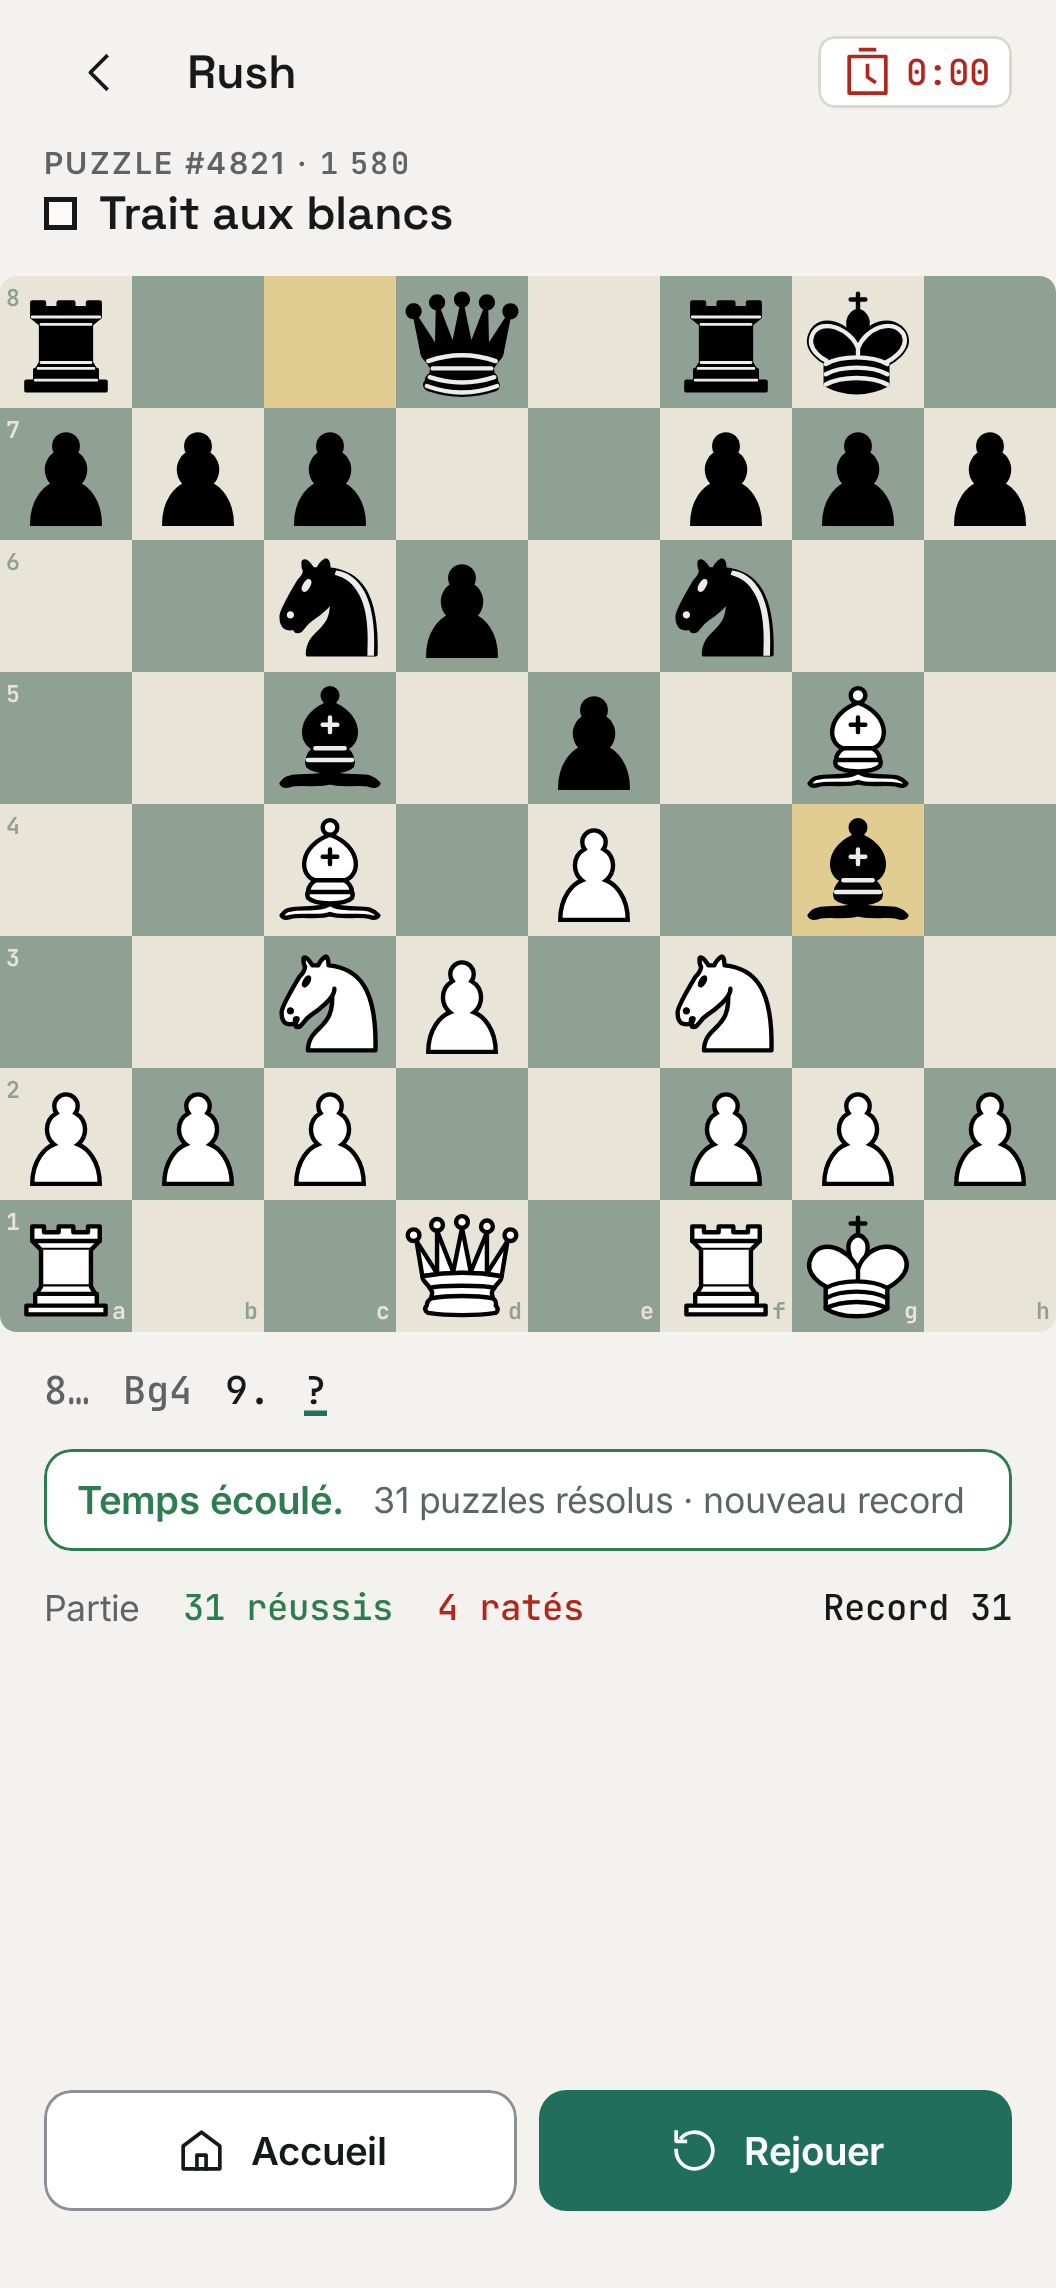 Rush
0:00
PUZZLE #4821 · 1 580
Trait aux blancs
8
7
6
5
4
3
2
1
a b c d e f g h
8… Bg4 9. ?
Temps écoulé. 31 puzzles résolus · nouveau record
Partie 31 réussis 4 ratés Record 31
Accueil Rejouer